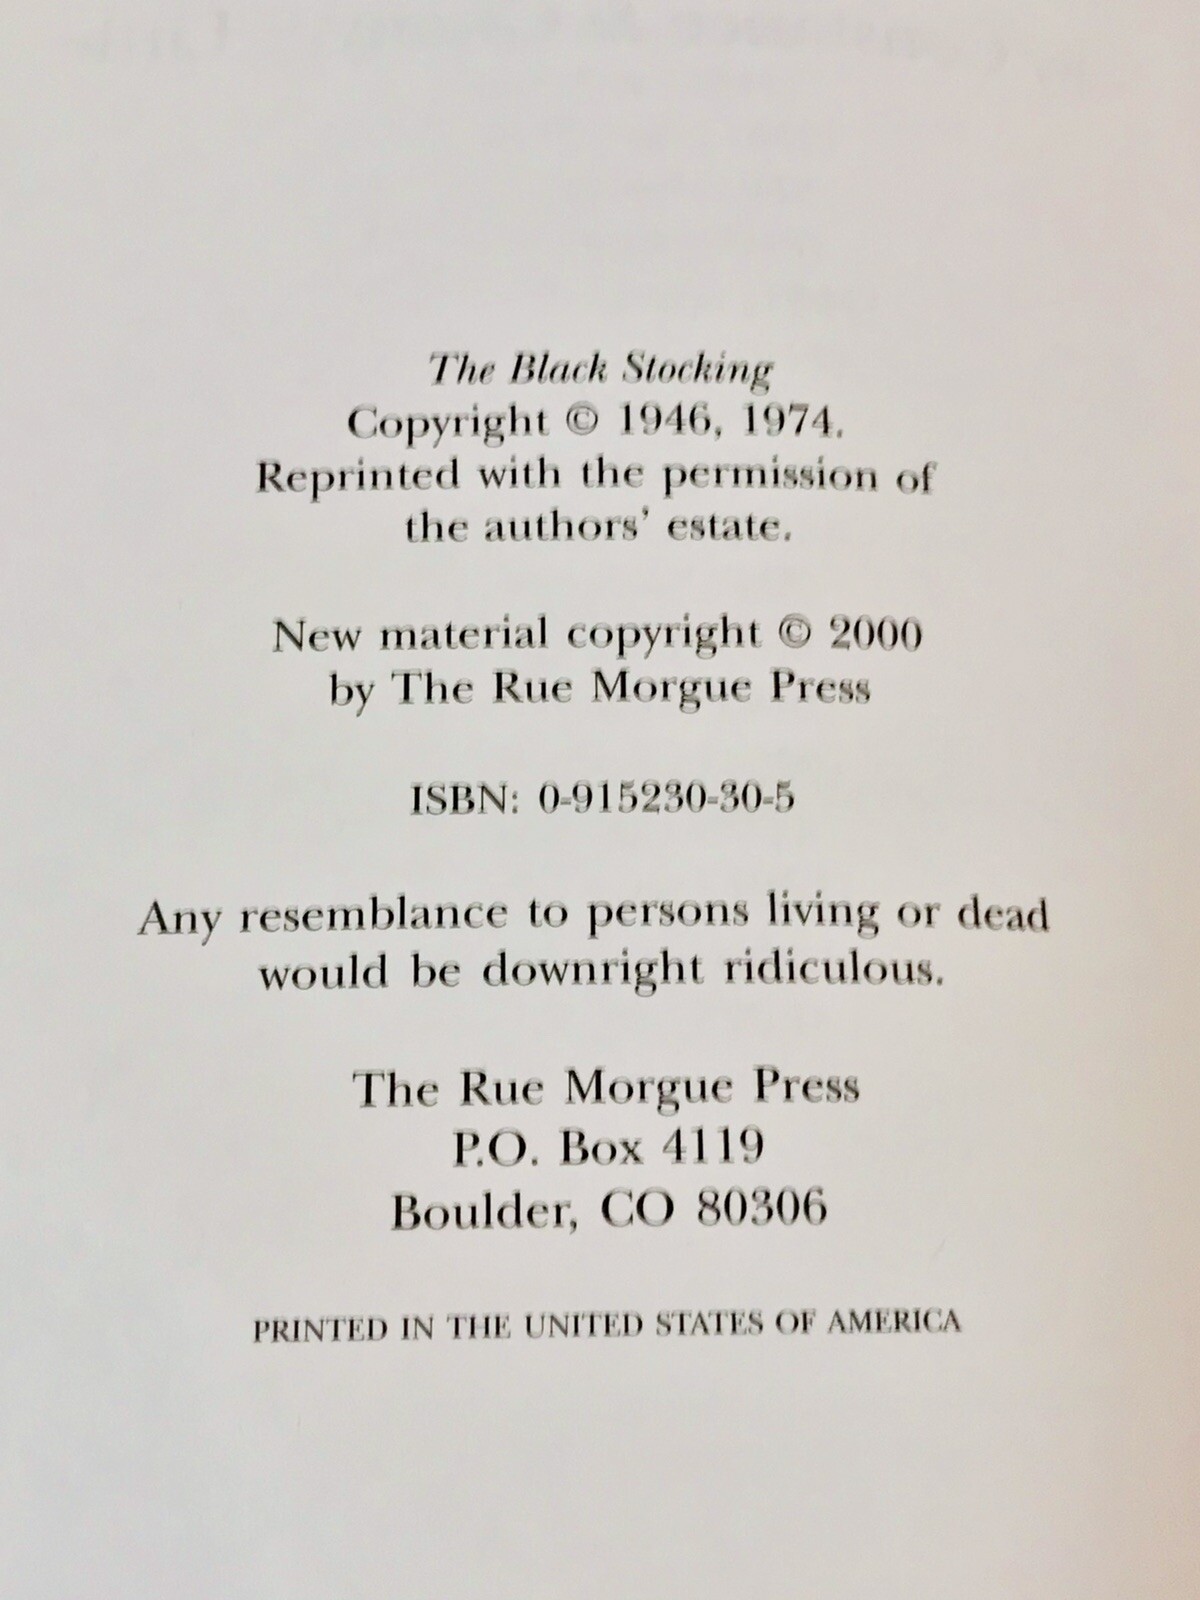 The Black Stocking
Copyright © 1946, 1974.
Reprinted with the permission of
the authors' estate.
New material copyright © 2000
by The Rue Morgue Press
ISBN: 0-915230-30-5
Any resemblance to persons living or dead
would be downright ridiculous.
The Rue Morgue Press
P.O. Box 4119
Boulder, CO 80306
PRINTED IN THE UNITED STATES OF AMERICA